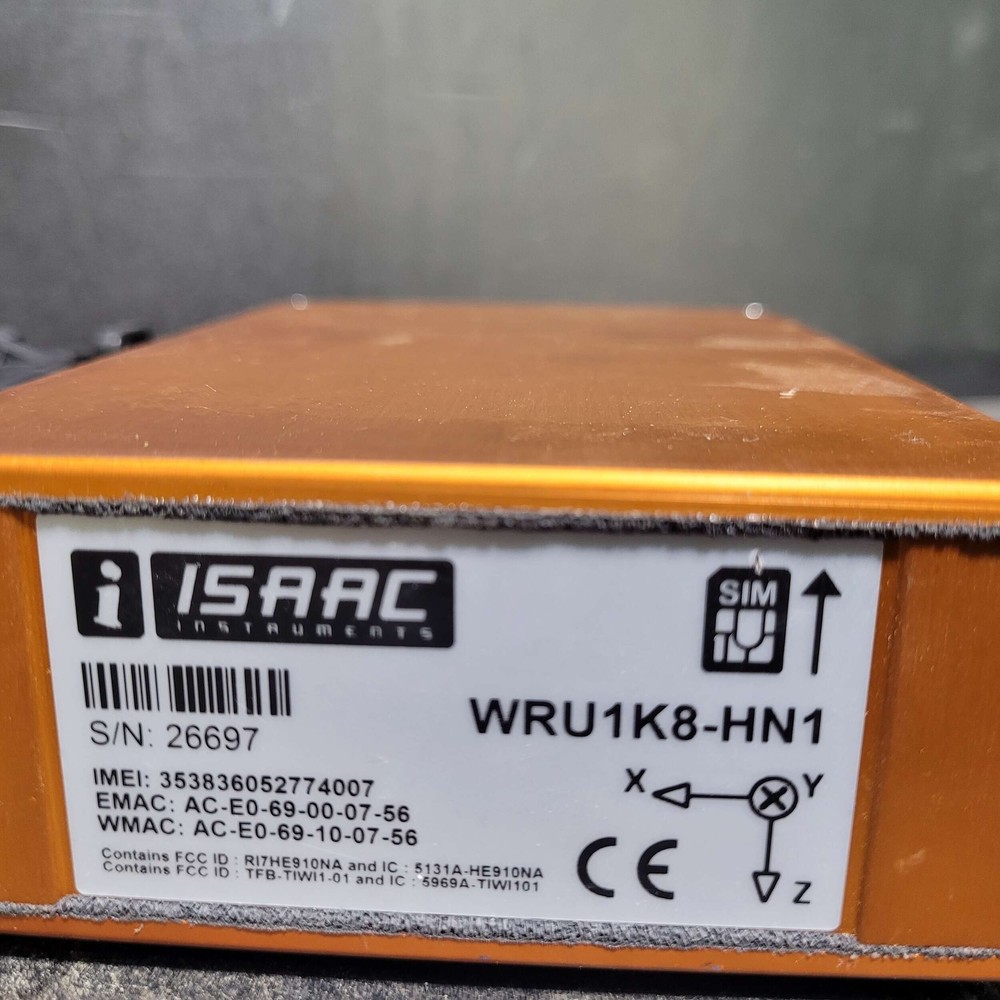 i ISAAC
INSTRUMENTS
SIM
S/N: 26697
WRU1K8-HN1
IMEI: 353836052774007
EMAC: AC-E0-69-00-07-56
WMAC: AC-E0-69-10-07-56
X
Y
Z
Contains FCC ID : RI7HE910NA and IC : 5131A-HE910NA
Contains FCC ID : TFB-TIWI1-01 and IC : 5969A-TIWI101
CE